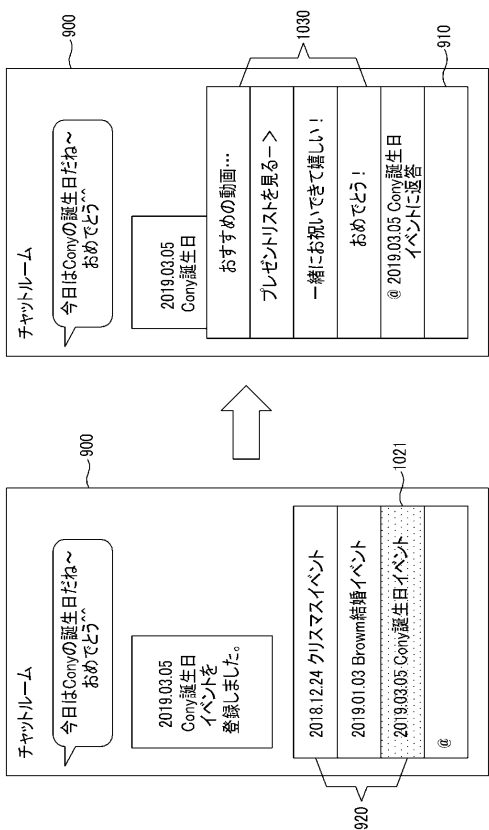 900
チャットルーム
今日はConyの誕生日だね~
おめでとう^^
2019.03.05
Cony誕生日
イベントを
登録しました。
920
2018.12.24 クリスマスイベント
2019.01.03 Browm結婚イベント
2019.03.05 Cony誕生日イベント
1021
@
900
チャットルーム
今日はConyの誕生日だね~
おめでとう^^
2019.03.05
Cony誕生日
おすすめの動画…
プレゼントリストを見るー>
一緒にお祝いできて嬉しい!
おめでとう!
1030
@ 2019.03.05 Cony誕生日
イベントに返答
910